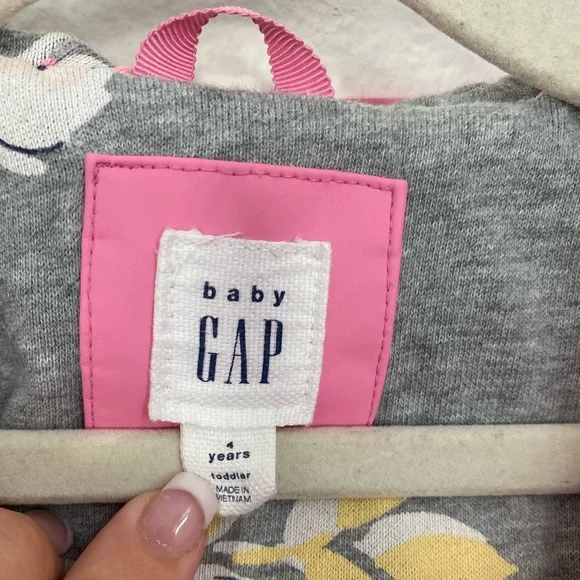 baby
GAP
4
years
toddler
MADE IN
VIETNAM